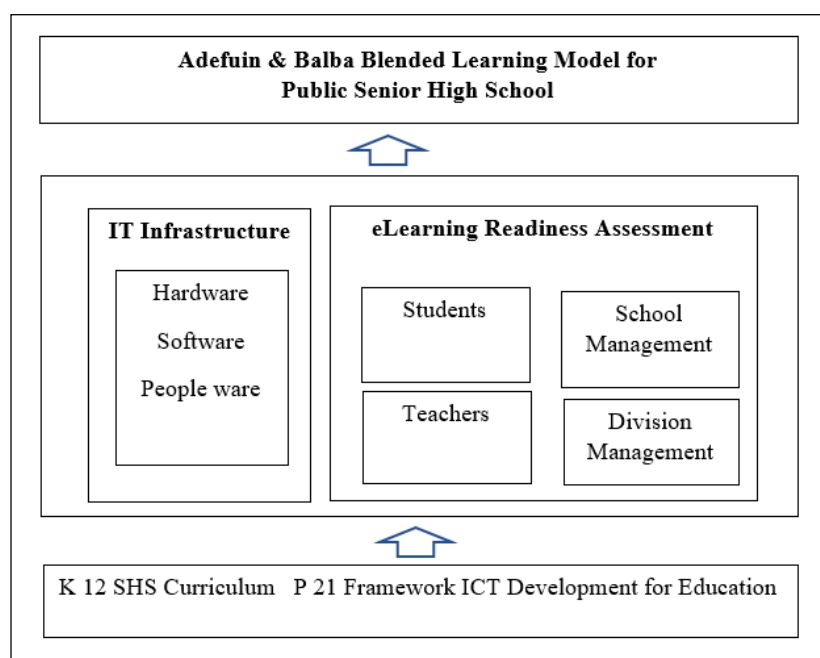 Adefuin & Balba Blended Learning Model for
Public Senior High School
IT Infrastructure
Hardware
Software
People ware
eLearning Readiness Assessment
Students
Teachers
School
Management
Division
Management
K 12 SHS Curriculum P 21 Framework ICT Development for Education